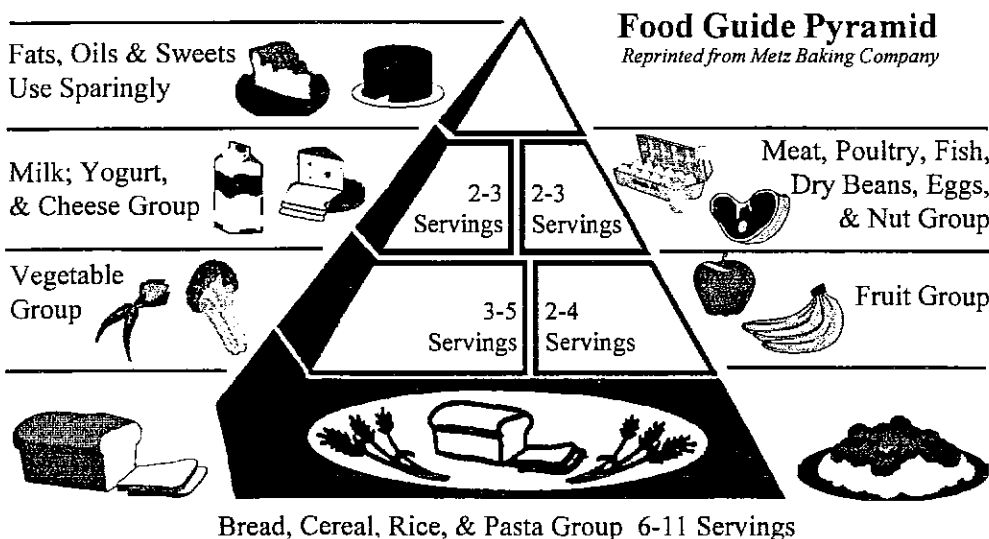 Food Guide Pyramid
Reprinted from Metz Baking Company
Fats, Oils & Sweets
Use Sparingly
Milk; Yogurt,
& Cheese Group
2-3
Servings
2-3
Servings
Meat, Poultry, Fish,
Dry Beans, Eggs,
& Nut Group
Vegetable
Group
3-5
Servings
2-4
Servings
Fruit Group
Bread, Cereal, Rice, & Pasta Group 6-11 Servings